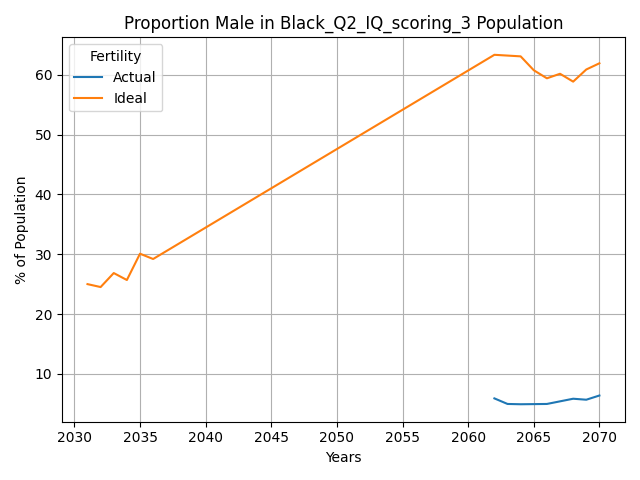 Proportion Male in Black_Q2_IQ_scoring_3 Population
Fertility
Actual
Ideal
% of Population
60
50
40
30
20
10
2030 2035 2040 2045 2050 2055 2060 2065 2070
Years